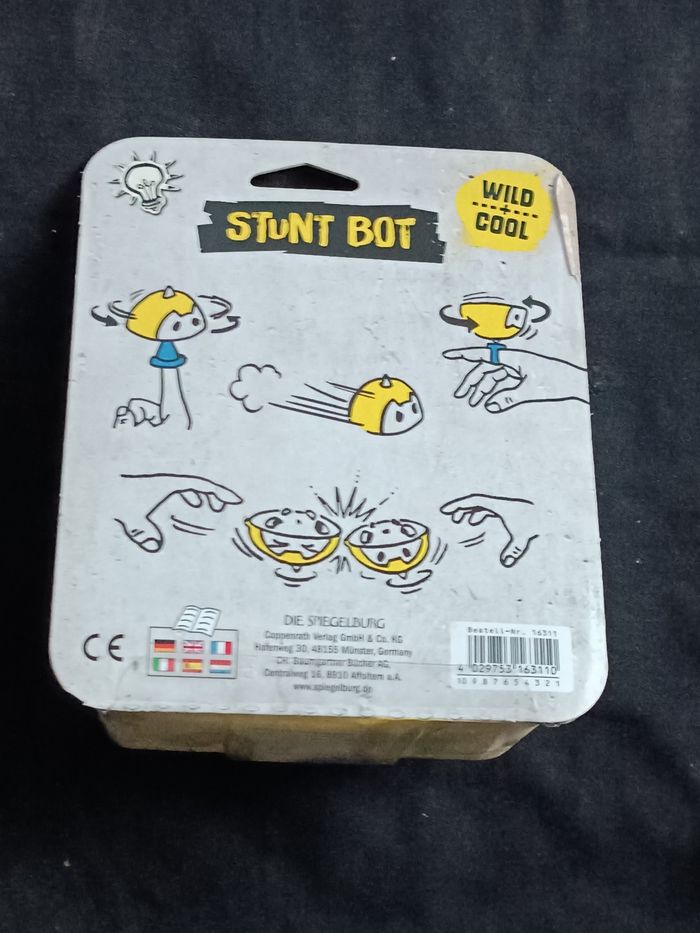 STUNT BOT
WILD
+
COOL
CE
DIE SPIEGELBURG
Coppenrath Verlag GmbH & Co. KG
Hafenweg 30, 48155 Münster, Germany
CH: Baumgartner Bücher AG,
Centralweg 16, 8910 Affoltern a.A.
www.spiegelburg.de
Bestell-Nr. 16311
4 029753 163110
10 9 8 7 6 5 4 3 2 1